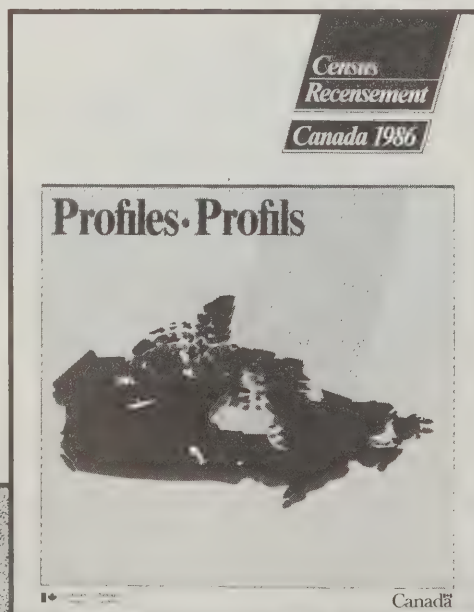 Census
Recensement
Canada 1986
Profiles • Profils
Canada